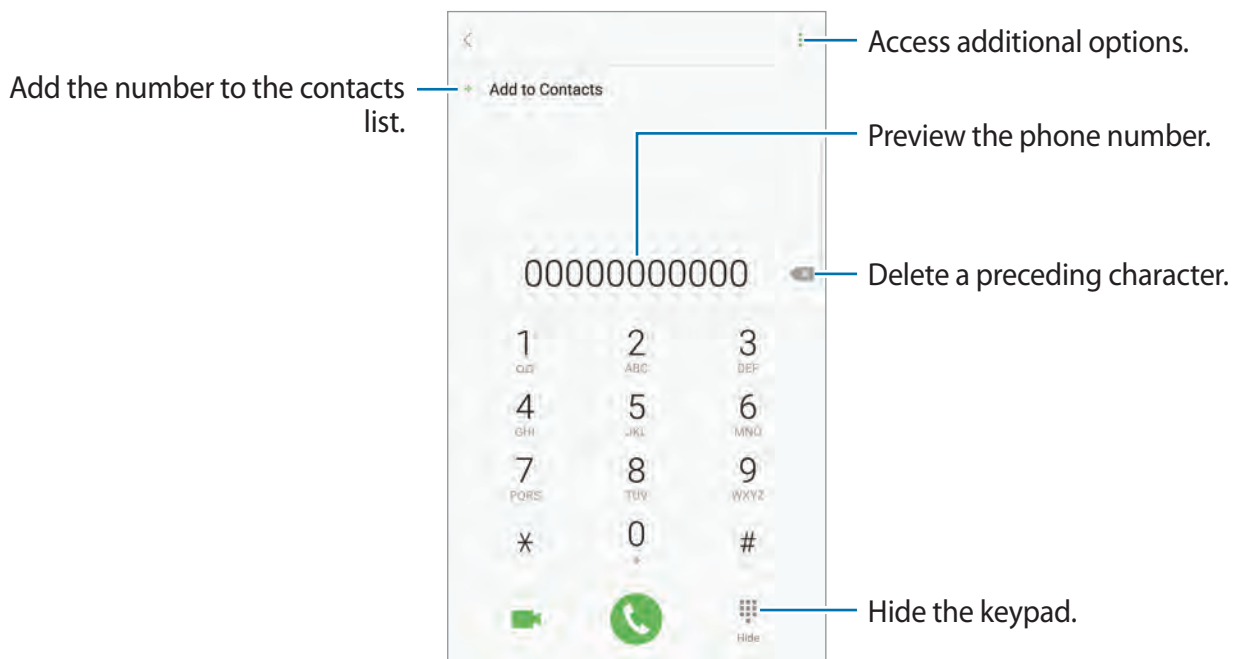 Access additional options.
Add the number to the contacts
list.
Add to Contacts
Preview the phone number.
00000000000
Delete a preceding character.
1 2 3
ABC DEF
4 5 6
GHI JKL MNO
7 8 9
PQRS TUV WXYZ
* 0 #
+
Hide the keypad.
Hide